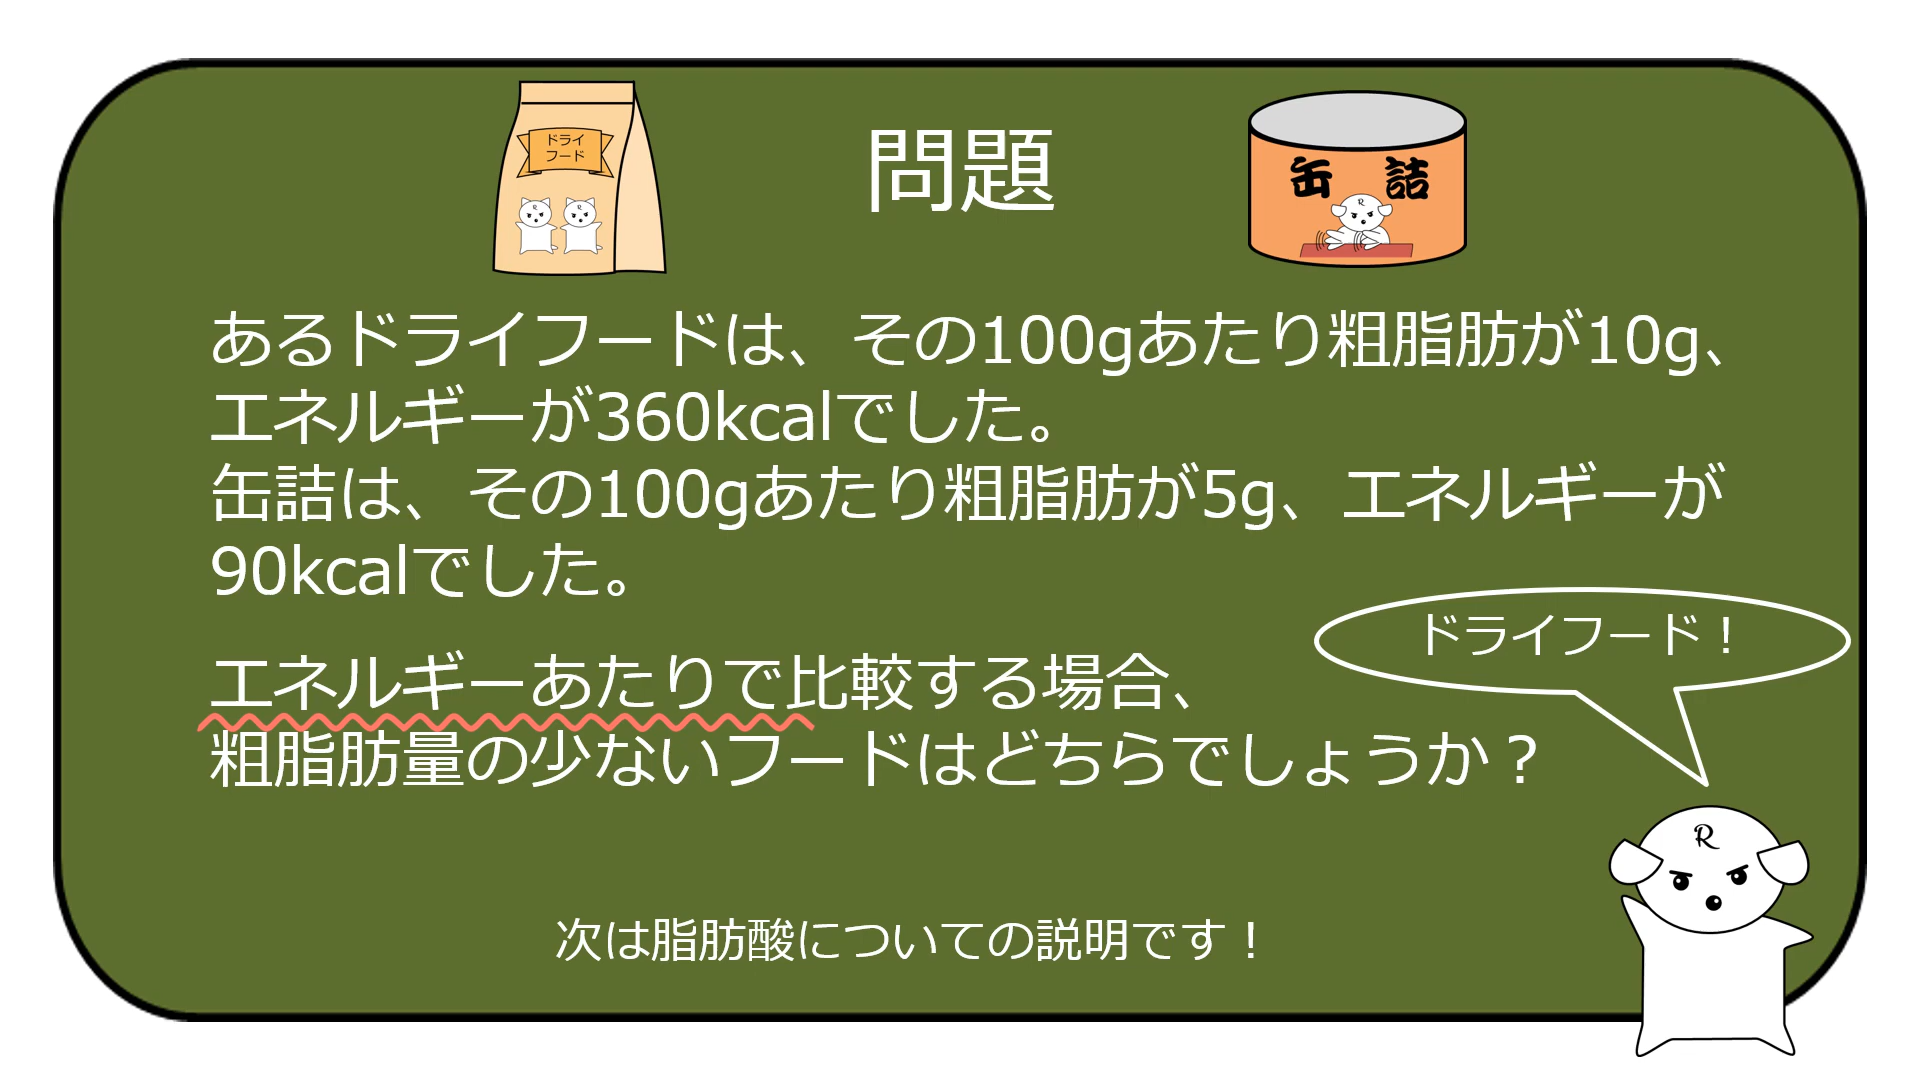 問題
ドライ
フード
R
R
缶詰
R
あるドライフードは、その100gあたり粗脂肪が10g、
エネルギーが360kcalでした。
缶詰は、その100gあたり粗脂肪が5g、エネルギーが
90kcalでした。
ドライフード！
エネルギーあたりで比較する場合、
粗脂肪量の少ないフードはどちらでしょうか？
R
次は脂肪酸についての説明です！